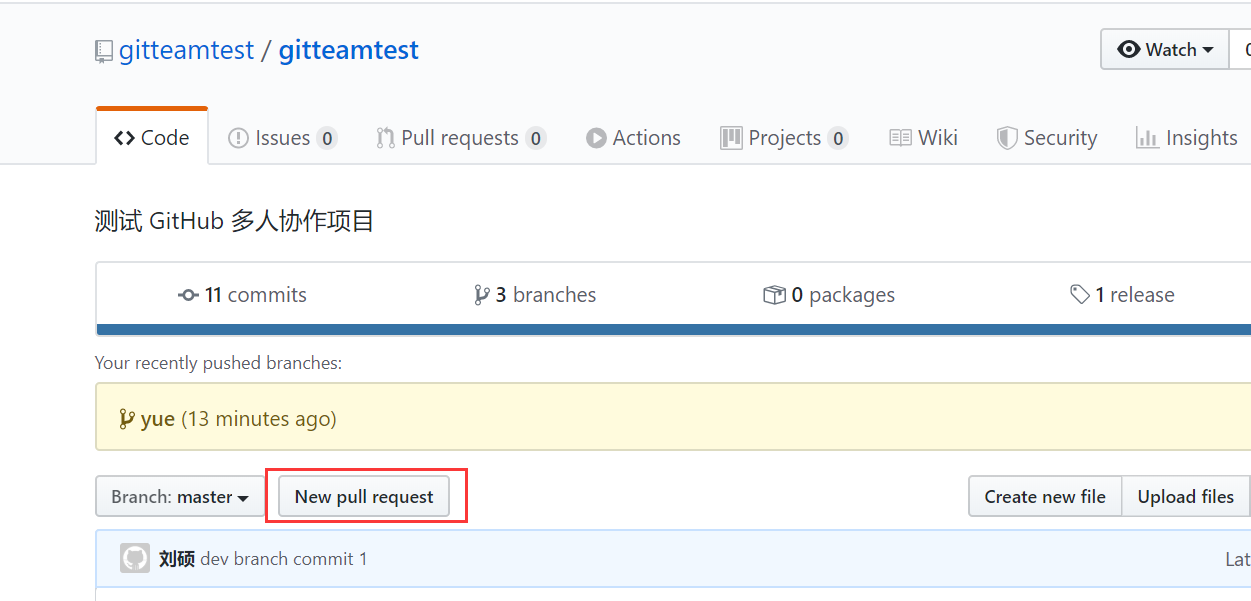 gitteamtest / gitteamtest Watch
Code Issues 0 Pull requests 0 Actions Projects 0 Wiki Security Insights
测试 GitHub 多人协作项目
11 commits 3 branches 0 packages 1 release
Your recently pushed branches:
yue (13 minutes ago)
Branch: master New pull request Create new file Upload files
刘硕 dev branch commit 1